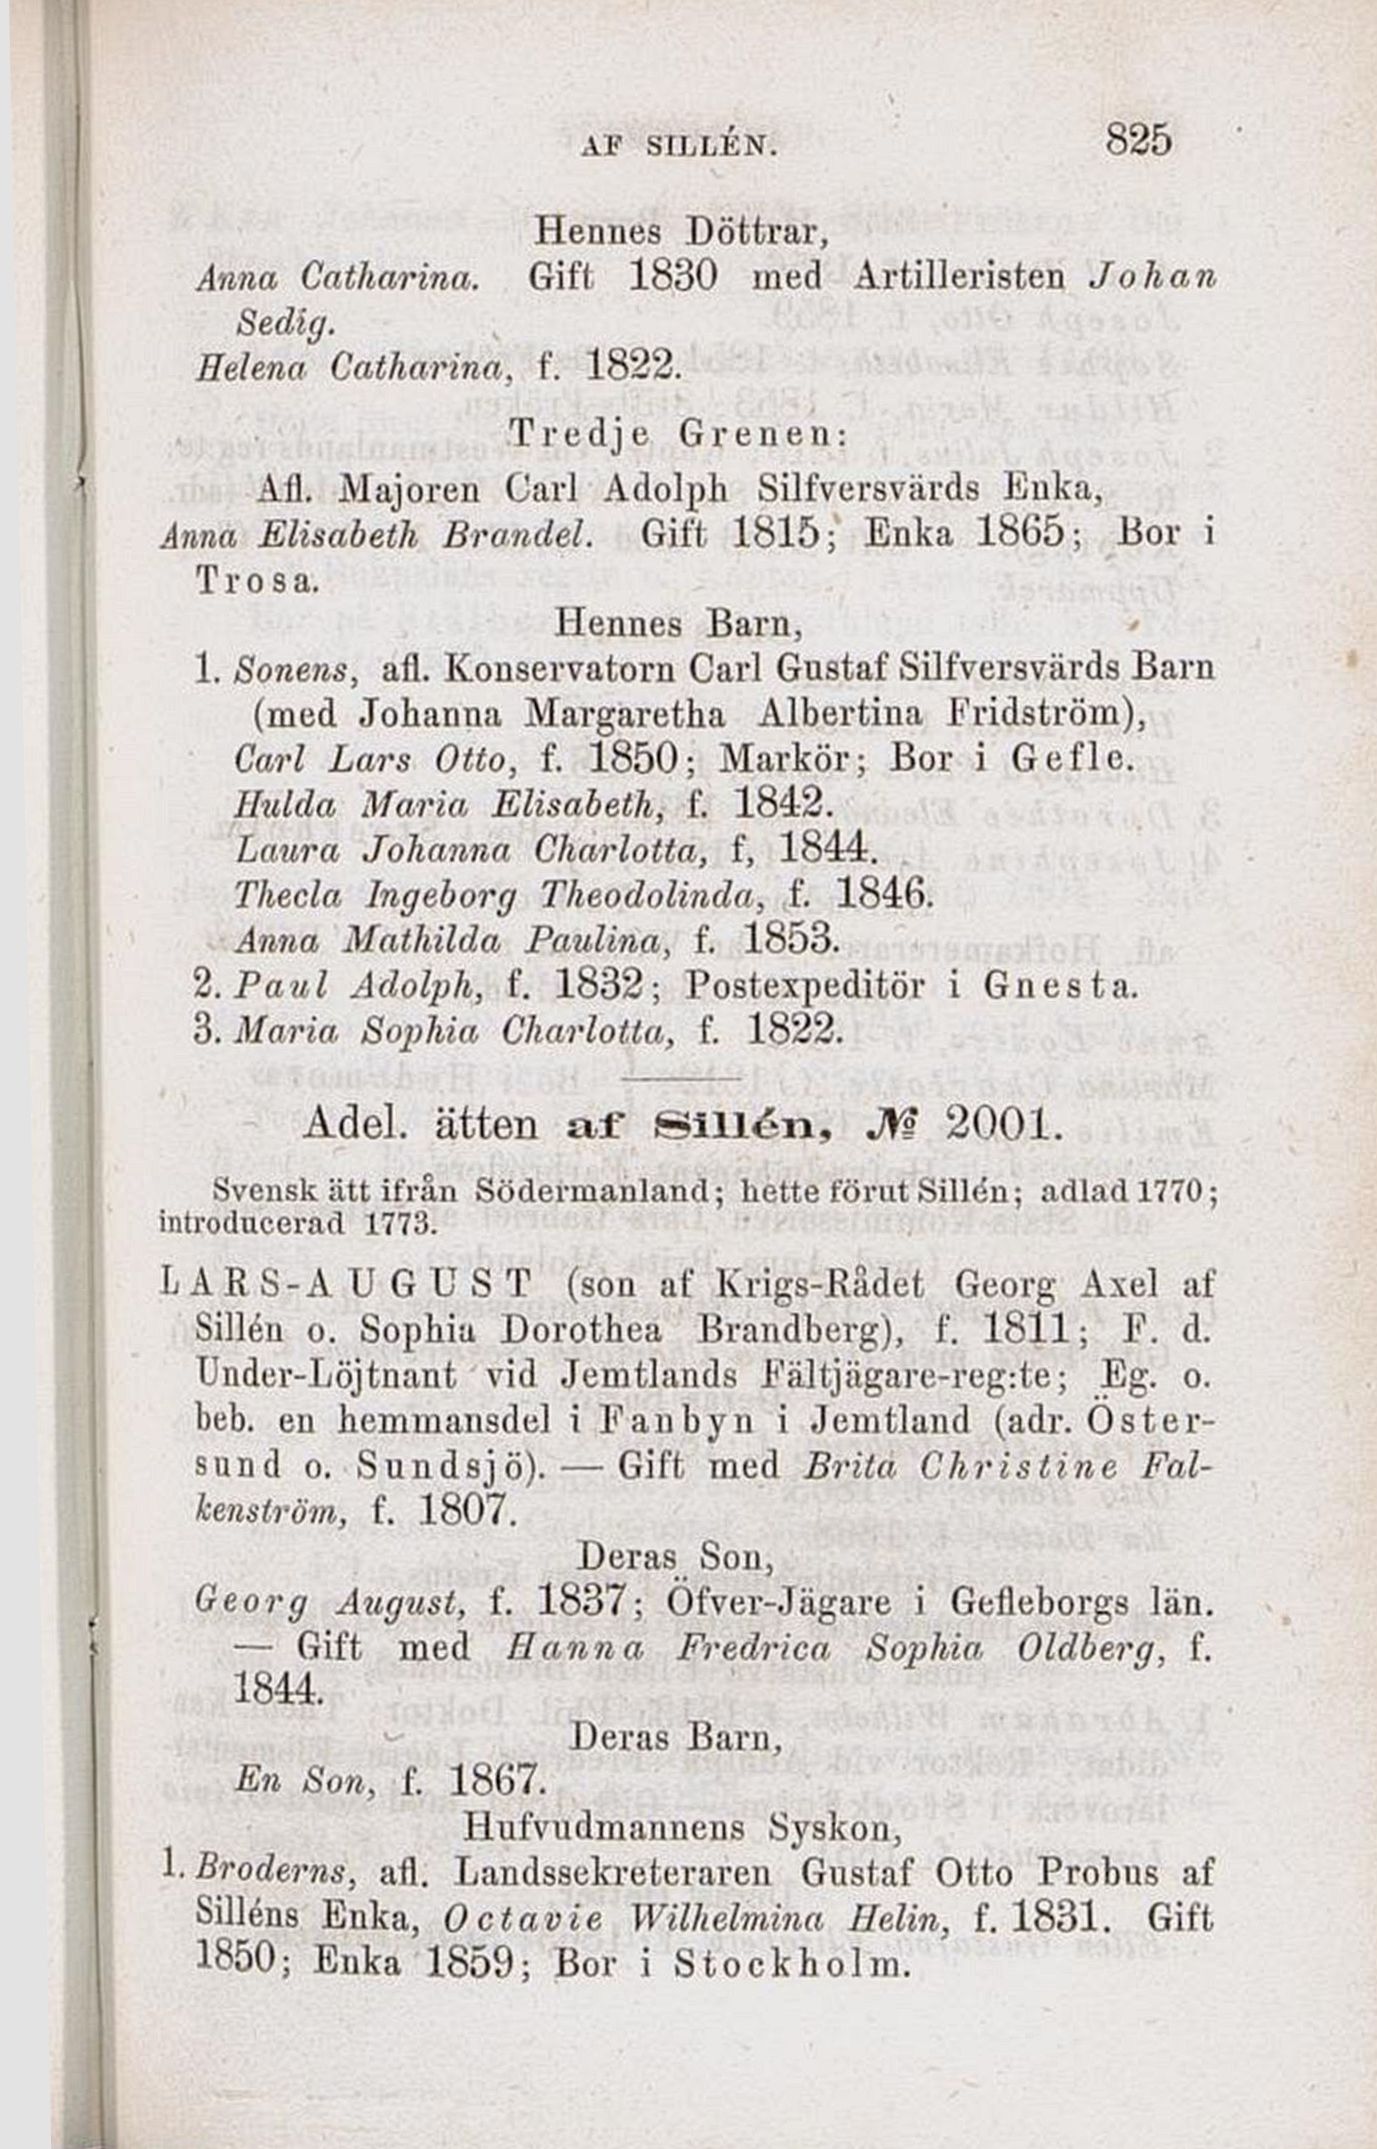 AF SILLÉN. 825
Hennes Döttrar,
Anna Catharina. Gift 1830 med Artilleristen Johan
Sedig.
Helena Catharina, f. 1822.
Tredje Grenen:
Afl. Majoren Carl Adolph Silfversvärds Enka,
Anna Elisabeth Brandel. Gift 1815; Enka 1865; Bor i
Trosa.
Hennes Barn,
1. Sonens, afl. Konservatorn Carl Gustaf Silfversvärds Barn
(med Johanna Margaretha Albertina Fridström),
Carl Lars Otto, f. 1850; Markör; Bor i Gefle.
Hulda Maria Elisabeth, f. 1842.
Laura Johanna Charlotta, f, 1844.
Thecla Ingeborg Theodolinda, f. 1846.
Anna Mathilda Paulina, f. 1853.
2. Paul Adolph, f. 1832; Postexpeditör i Gnesta.
3. Maria Sophia Charlotta, f. 1822.
Adel. ätten af Sillén, № 2001.
Svensk ätt ifrån Södermanland; hette förut Sillén; adlad 1770;
introducerad 1773.
LARS-AUGUST (son af Krigs-Rådet Georg Axel af
Sillén o. Sophia Dorothea Brandberg), f. 1811; F. d.
Under-Löjtnant vid Jemtlands Fältjägare-reg:te; Eg. o.
beb. en hemmansdel i Fanbyn i Jemtland (adr. Öster-
sund o. Sundsjö). — Gift med Brita Christine Fal-
kenström, f. 1807.
Deras Son,
Georg August, f. 1837; Öfver-Jägare i Gefleborgs län.
— Gift med Hanna Fredrica Sophia Oldberg, f.
1844.
Deras Barn,
En Son, f. 1867.
Hufvudmannens Syskon,
1. Broderns, afl. Landssekreteraren Gustaf Otto Probus af
Silléns Enka, Octavie Wilhelmina Helin, f. 1831. Gift
1850; Enka 1859; Bor i Stockholm.